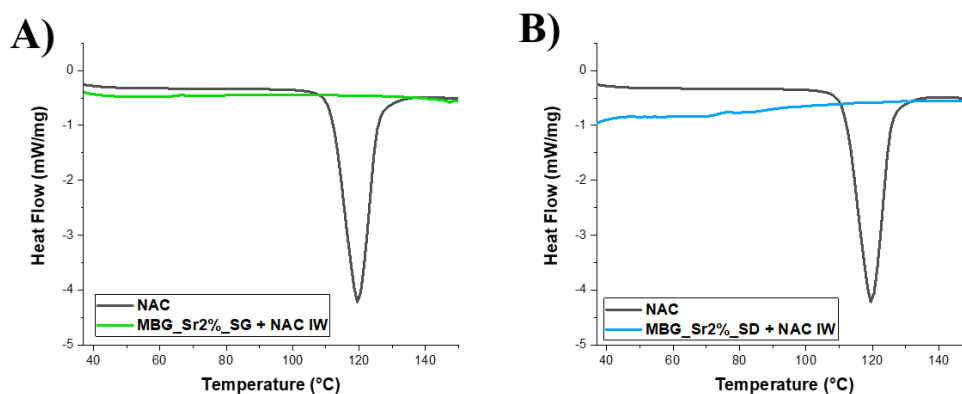 A)
0
-1
-2
-3
-4
-5
Heat Flow (mW/mg)
NAC
MBG_Sr2%_SG + NAC IW
40
60
80
100
120
140
Temperature (°C)
B)
0
-1
-2
-3
-4
-5
Heat Flow (mW/mg)
NAC
MBG_Sr2%_SD + NAC IW
40
60
80
100
120
140
Temperature (°C)